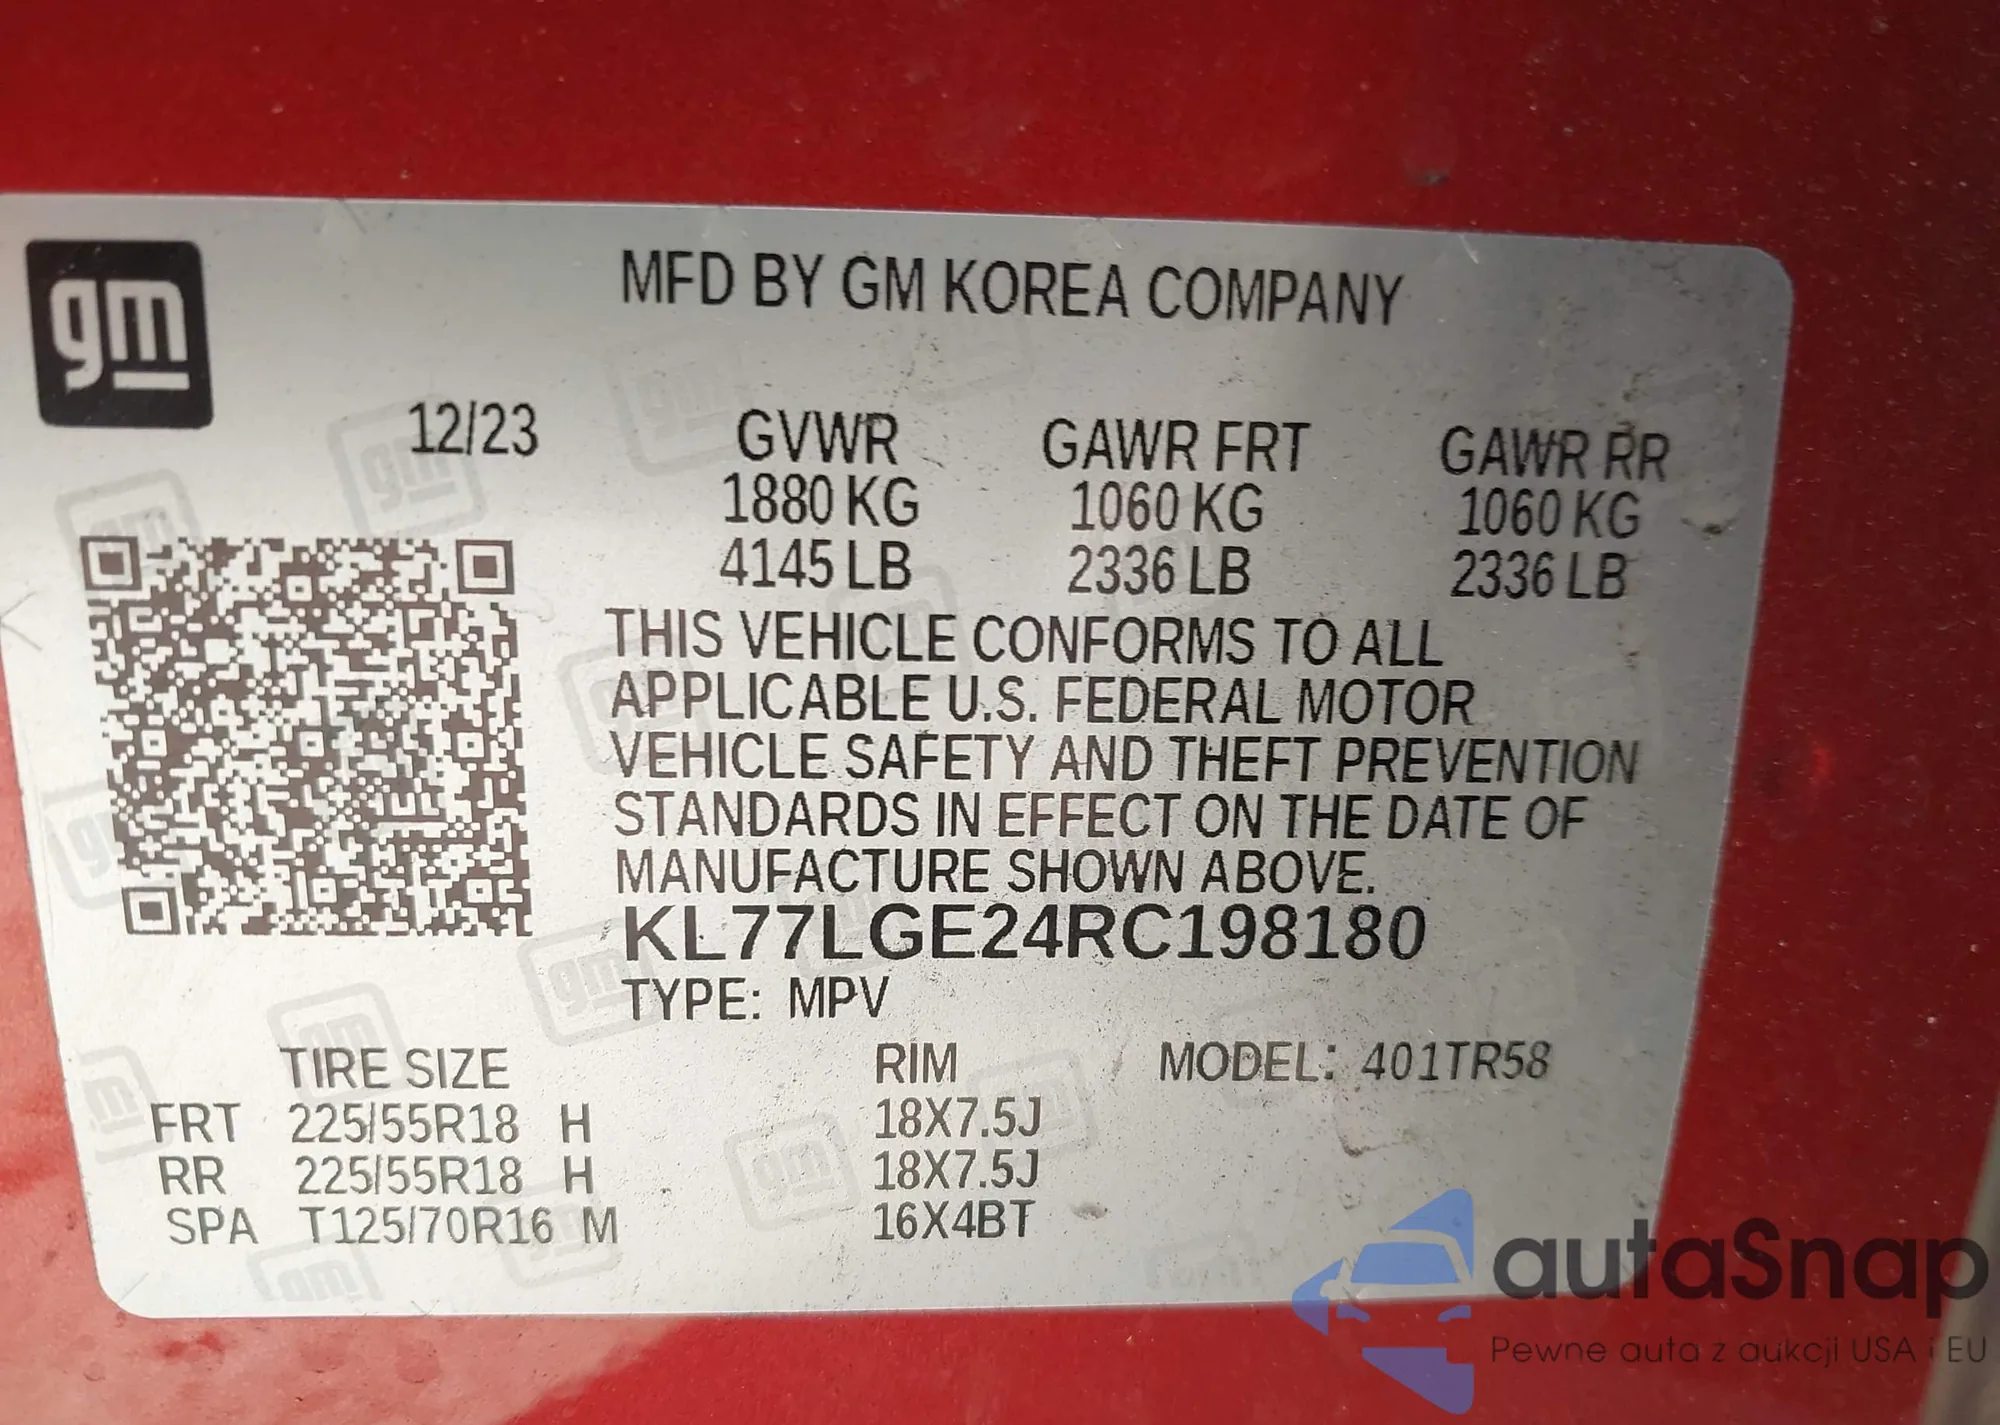 gm
MFD BY GM KOREA COMPANY
12/23 GVWR GAWR FRT GAWR RR
1880 KG 1060 KG 1060 KG
4145 LB 2336 LB 2336 LB
THIS VEHICLE CONFORMS TO ALL
APPLICABLE U.S. FEDERAL MOTOR
VEHICLE SAFETY AND THEFT PREVENTION
STANDARDS IN EFFECT ON THE DATE OF
MANUFACTURE SHOWN ABOVE.
KL77LGE24RC198180
TYPE: MPV
TIRE SIZE RIM MODEL: 401TR58
FRT 225/55R18 H 18X7.5J
RR 225/55R18 H 18X7.5J
SPA T125/70R16 M 16X4BT
autaSnap
Pewne auta z aukcji USA i EU